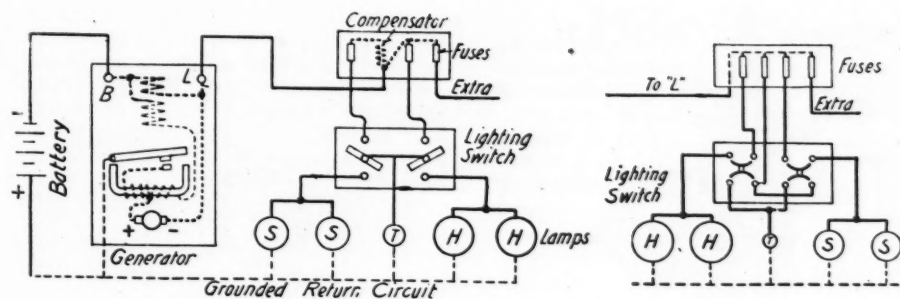 Compensator
Fuses
Extra
B
L
Battery
+
+ -
Generator
Lighting
Switch
S S T H H Lamps
Grounded Return Circuit
To "L"
Fuses
Extra
Lighting
Switch
H H T S S